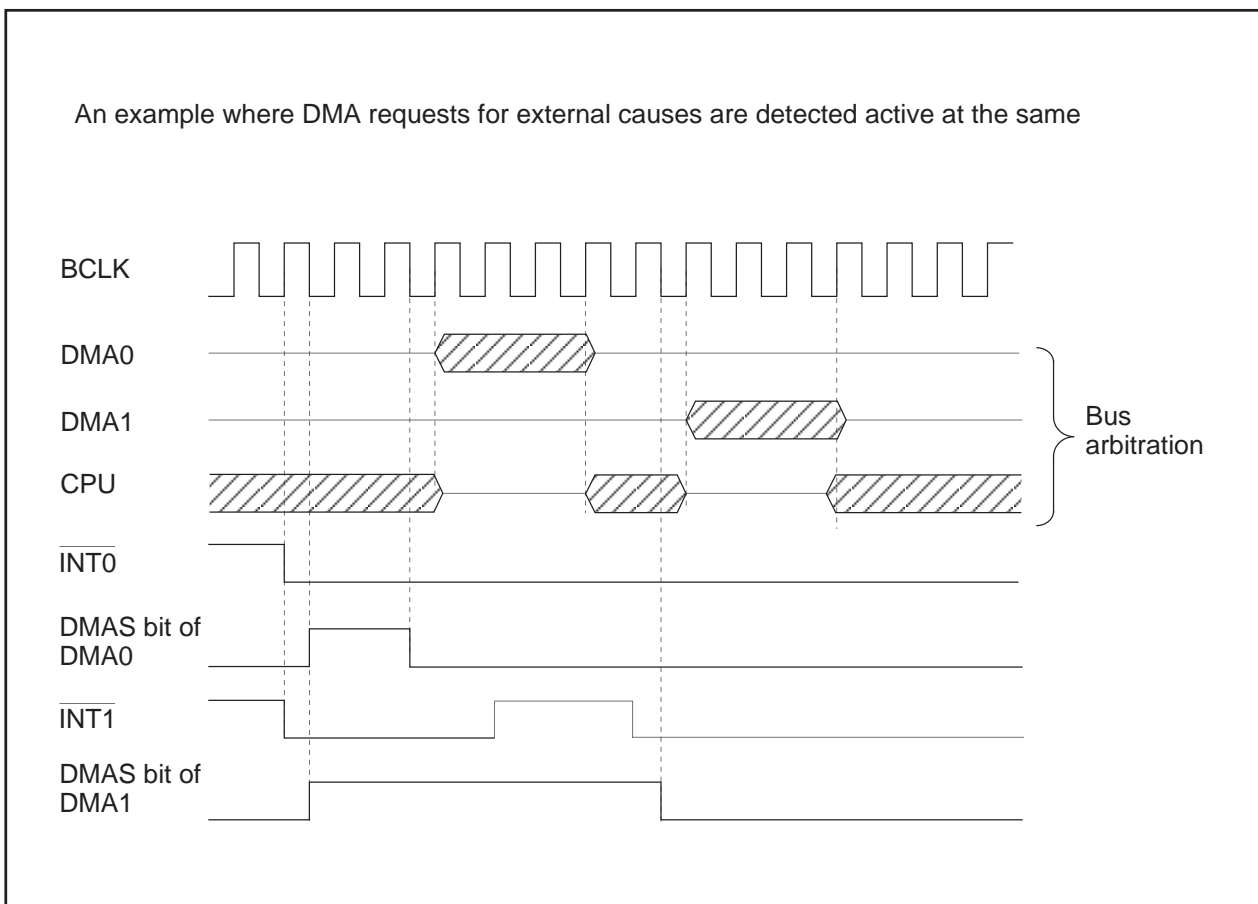 An example where DMA requests for external causes are detected active at the same
BCLK
DMA0
DMA1
CPU
Bus
arbitration
INT0
DMAS bit of
DMA0
INT1
DMAS bit of
DMA1